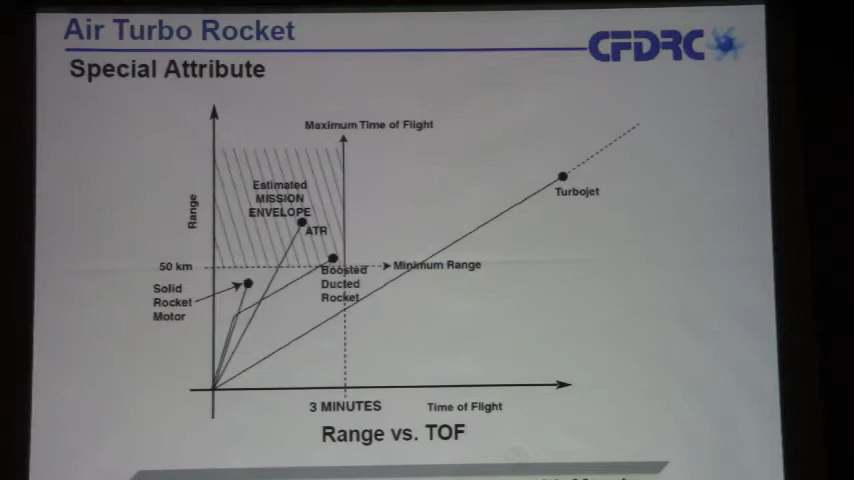 Air Turbo Rocket
CFDRC
Special Attribute
Maximum Time of Flight
Estimated
MISSION
ENVELOPE
ATR
Range
Turbojet
50 km
Minimum Range
Boosted
Ducted
Rocket
Solid
Rocket
Motor
3 MINUTES
Time of Flight
Range vs. TOF